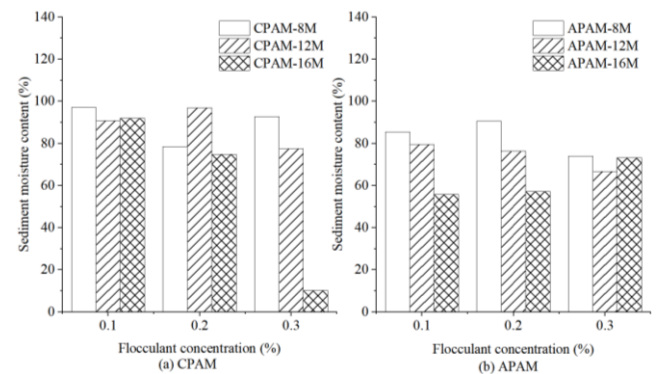 140
120
100
80
60
40
20
0
Sediment moisture content (%)
CPAM-8M
CPAM-12M
CPAM-16M
0.1 0.2 0.3
Flocculant concentration (%)
(a) CPAM
140
120
100
80
60
40
20
0
Sediment moisture content (%)
APAM-8M
APAM-12M
APAM-16M
0.1 0.2 0.3
Flocculant concentration (%)
(b) APAM